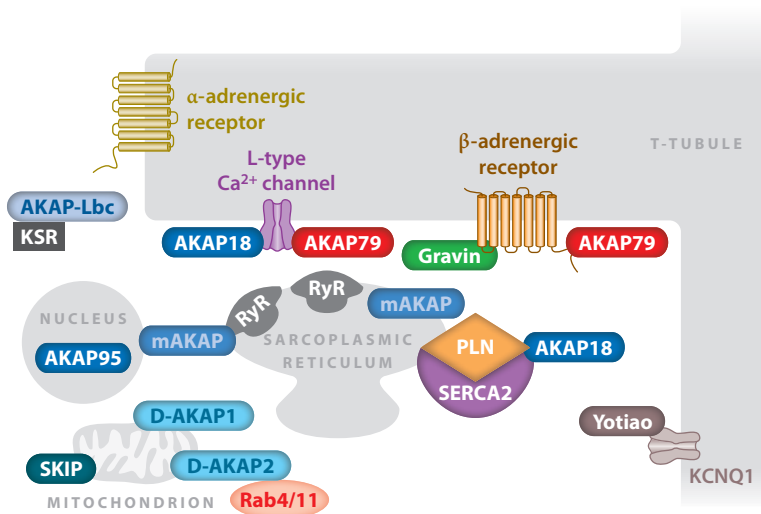 α-adrenergic
receptor
L-type
Ca²⁺ channel
β-adrenergic
receptor
T-TUBULE
AKAP-Lbc
KSR
AKAP18
AKAP79
Gravin
AKAP79
NUCLEUS
AKAP95
mAKAP
RyR
RyR
mAKAP
SARCOPLASMIC
RETICULUM
PLN
AKAP18
SERCA2
D-AKAP1
SKIP
D-AKAP2
MITOCHONDRION
Rab4/11
Yotiao
KCNQ1